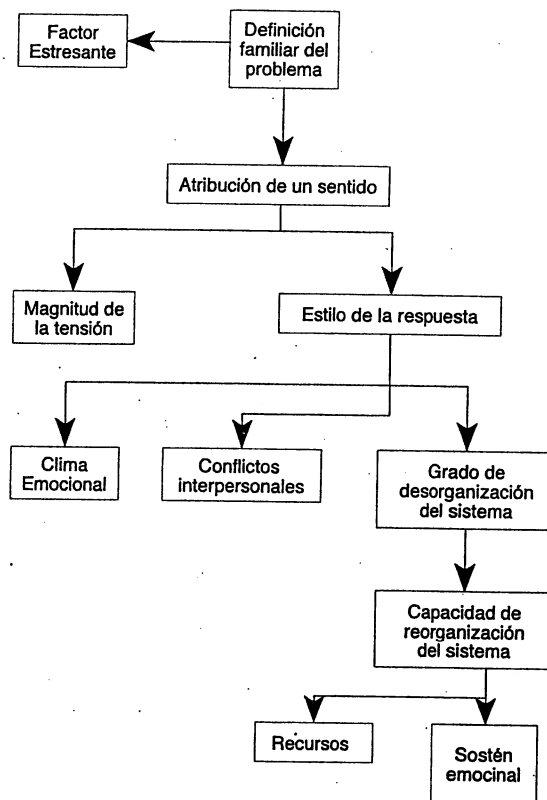 Factor
Estresante
Definición
familiar del
problema
Atribución de un sentido
Magnitud de
la tensión
Estilo de la respuesta
Clima
Emocional
Conflictos
interpersonales
Grado de
desorganización
del sistema
Capacidad de
reorganización
del sistema
Recursos
Sostén
emocinal